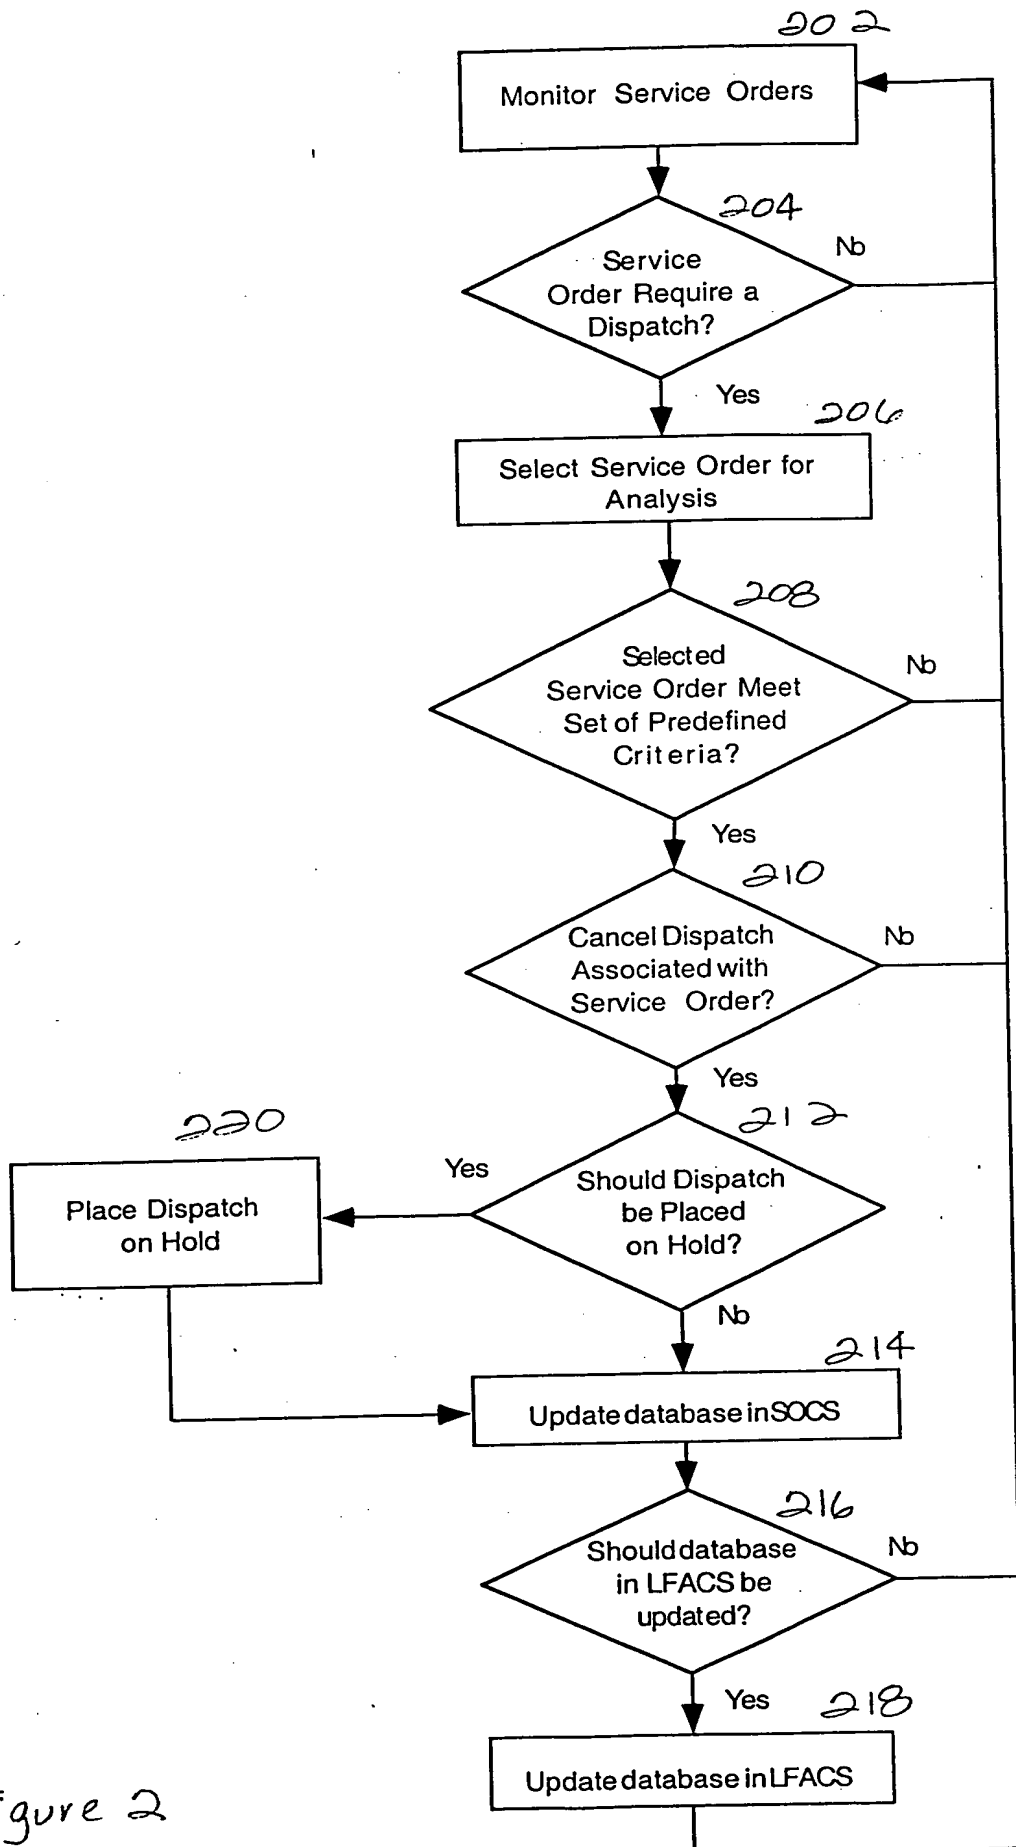 202
Monitor Service Orders
204
No
Service
Order Require a
Dispatch?
Yes
206
Select Service Order for
Analysis
208
No
Selected
Service Order Meet
Set of Predefined
Criteria?
Yes
210
No
Cancel Dispatch
Associated with
Service Order?
Yes
212
220
Yes
Should Dispatch
be Placed
on Hold?
Place Dispatch
on Hold
No
214
Update database in SOCS
216
No
Should database
in LFACS be
updated?
Yes
218
Update database in LFACS
gure 2